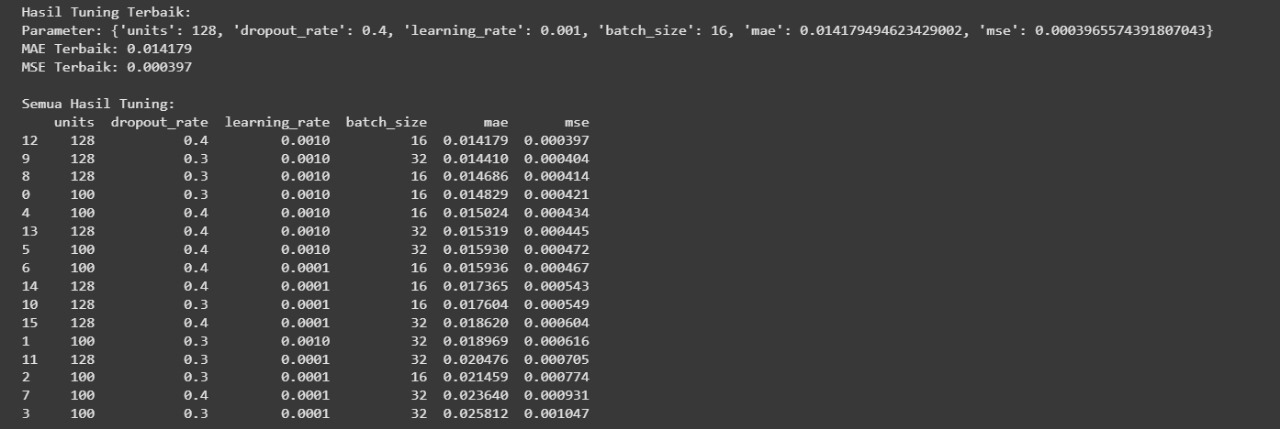 Hasil Tuning Terbaik:
Parameter: {'units': 128, 'dropout_rate': 0.4, 'learning_rate': 0.001, 'batch_size': 16, 'mae': 0.014179494623429002, 'mse': 0.0003965574391807043}
MAE Terbaik: 0.014179
MSE Terbaik: 0.000397

Semua Hasil Tuning:
    units  dropout_rate  learning_rate  batch_size       mae       mse
12    128           0.4         0.0010          16  0.014179  0.000397
9     128           0.3         0.0010          32  0.014410  0.000404
8     128           0.3         0.0010          16  0.014686  0.000414
0     100           0.3         0.0010          16  0.014829  0.000421
4     100           0.4         0.0010          16  0.015024  0.000434
13    128           0.4         0.0010          32  0.015319  0.000445
5     100           0.4         0.0010          32  0.015930  0.000472
6     100           0.4         0.0001          16  0.015936  0.000467
14    128           0.4         0.0001          16  0.017365  0.000543
10    128           0.3         0.0001          16  0.017604  0.000549
15    128           0.4         0.0001          32  0.018620  0.000604
1     100           0.3         0.0010          32  0.018969  0.000616
11    128           0.3         0.0001          32  0.020476  0.000705
2     100           0.3         0.0001          16  0.021459  0.000774
7     100           0.4         0.0001          32  0.023640  0.000931
3     100           0.3         0.0001          32  0.025812  0.001047